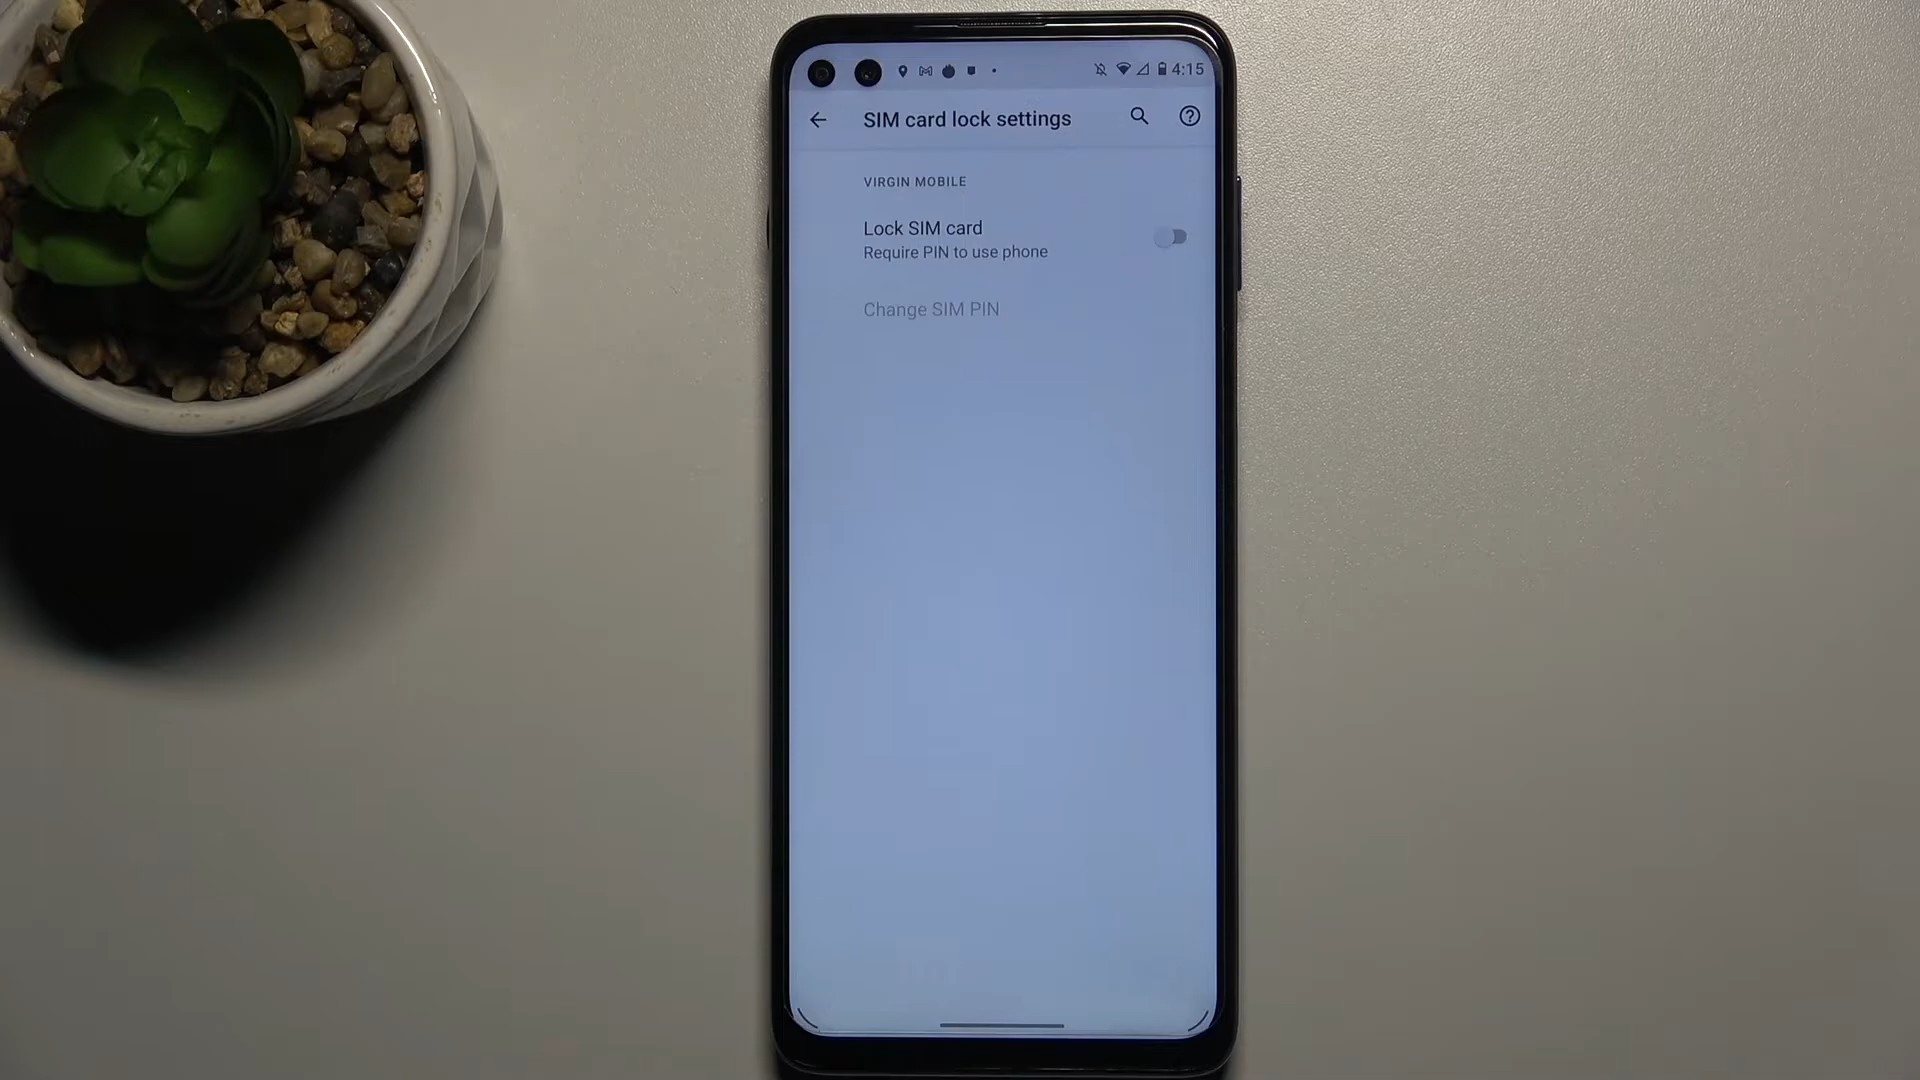 4:15
SIM card lock settings
VIRGIN MOBILE
Lock SIM card
Require PIN to use phone
Change SIM PIN